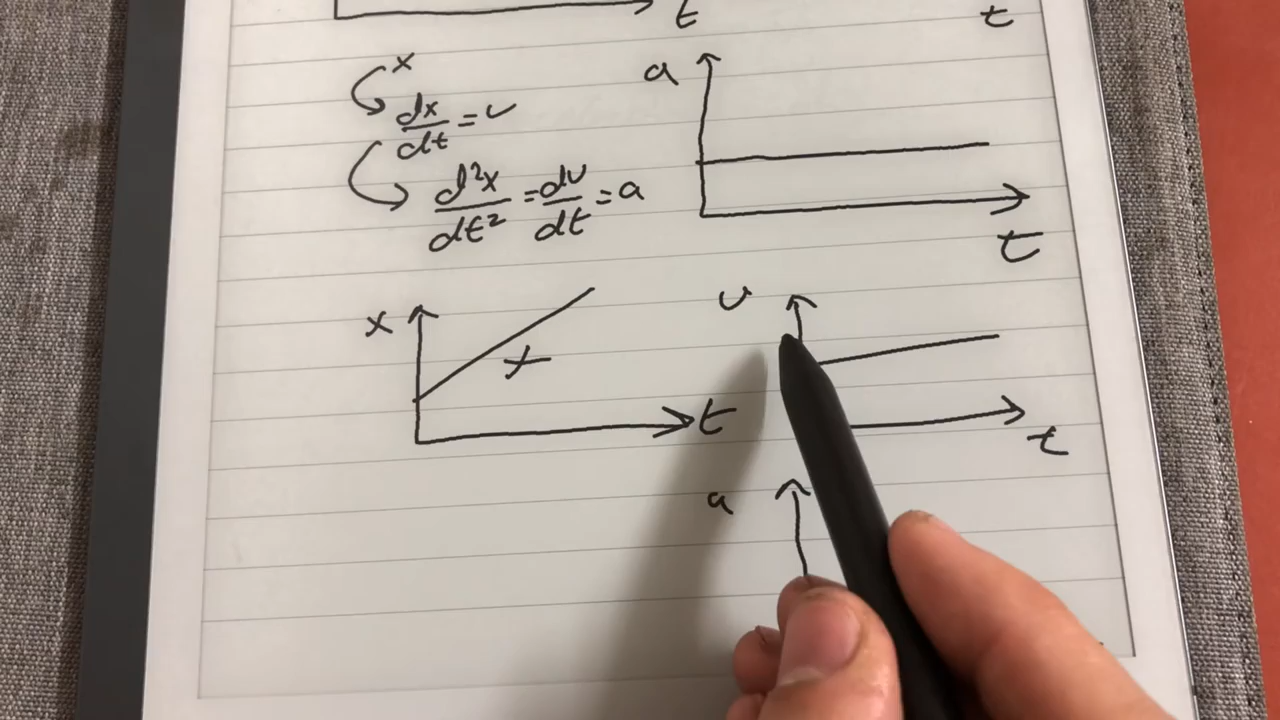 t
t
x
dx/dt = v
d²x/dt² = dv/dt = a
a
t
x
t
v
t
a